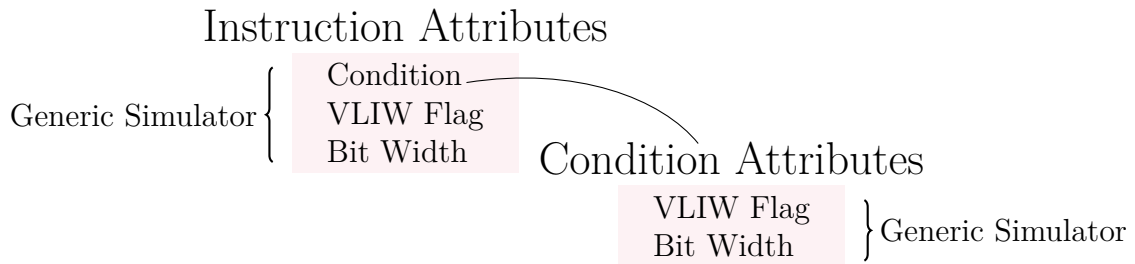 Instruction Attributes
Condition
Generic Simulator
VLIW Flag
Bit Width
Condition Attributes
VLIW Flag
Generic Simulator
Bit Width